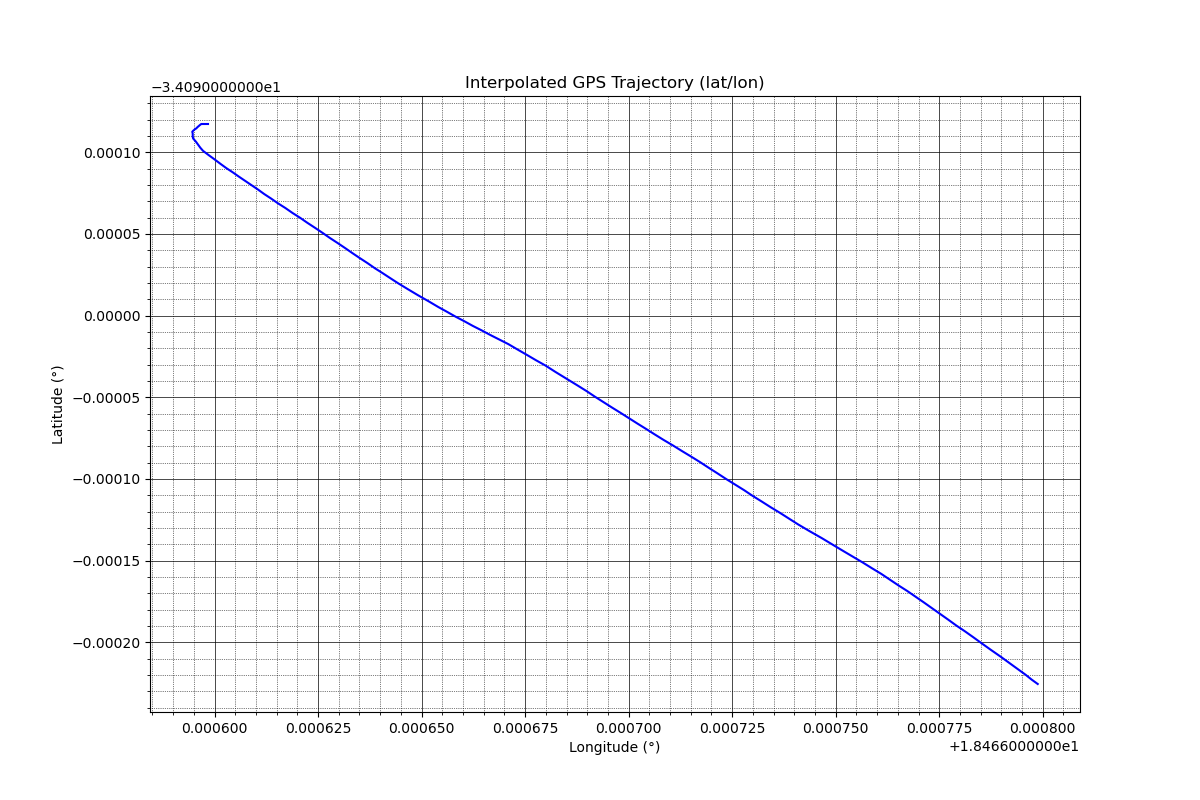 Interpolated GPS Trajectory (lat/lon)
−3.4090000000e1
0.00010
0.00005
0.00000
−0.00005
−0.00010
−0.00015
−0.00020
Latitude (°)
0.000600 0.000625 0.000650 0.000675 0.000700 0.000725 0.000750 0.000775 0.000800
Longitude (°)
+1.8466000000e1